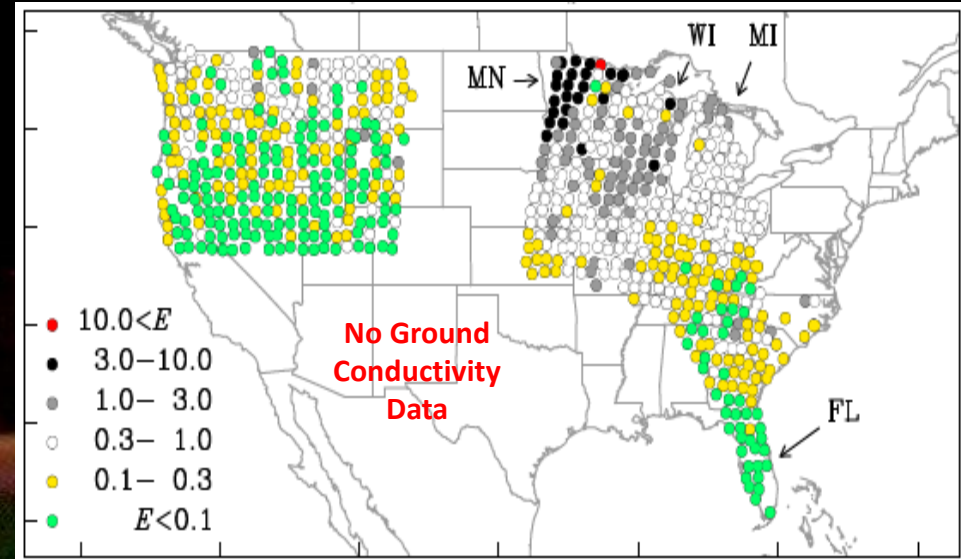 WI MI
MN
10.0<E
3.0–10.0
1.0– 3.0
0.3– 1.0
0.1– 0.3
E<0.1
No Ground
Conductivity
Data
FL